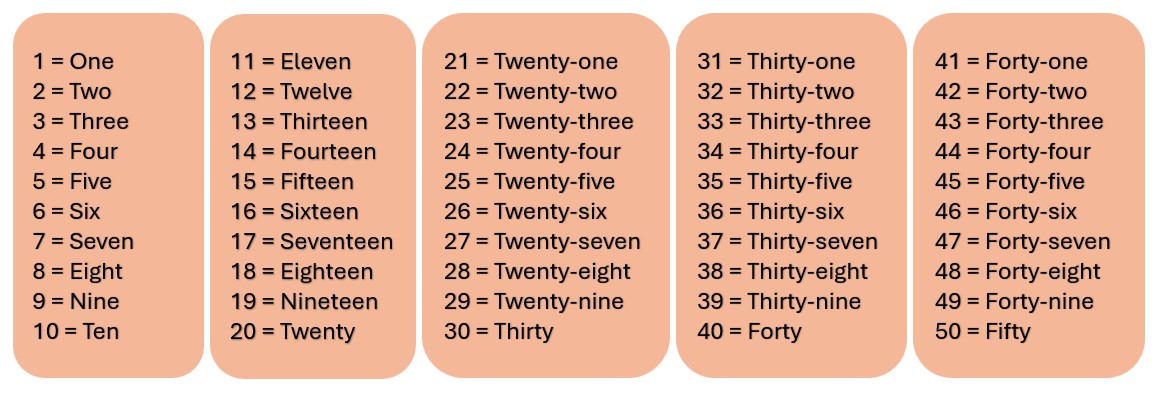 1 = One
2 = Two
3 = Three
4 = Four
5 = Five
6 = Six
7 = Seven
8 = Eight
9 = Nine
10 = Ten
11 = Eleven
12 = Twelve
13 = Thirteen
14 = Fourteen
15 = Fifteen
16 = Sixteen
17 = Seventeen
18 = Eighteen
19 = Nineteen
20 = Twenty
21 = Twenty-one
22 = Twenty-two
23 = Twenty-three
24 = Twenty-four
25 = Twenty-five
26 = Twenty-six
27 = Twenty-seven
28 = Twenty-eight
29 = Twenty-nine
30 = Thirty
31 = Thirty-one
32 = Thirty-two
33 = Thirty-three
34 = Thirty-four
35 = Thirty-five
36 = Thirty-six
37 = Thirty-seven
38 = Thirty-eight
39 = Thirty-nine
40 = Forty
41 = Forty-one
42 = Forty-two
43 = Forty-three
44 = Forty-four
45 = Forty-five
46 = Forty-six
47 = Forty-seven
48 = Forty-eight
49 = Forty-nine
50 = Fifty